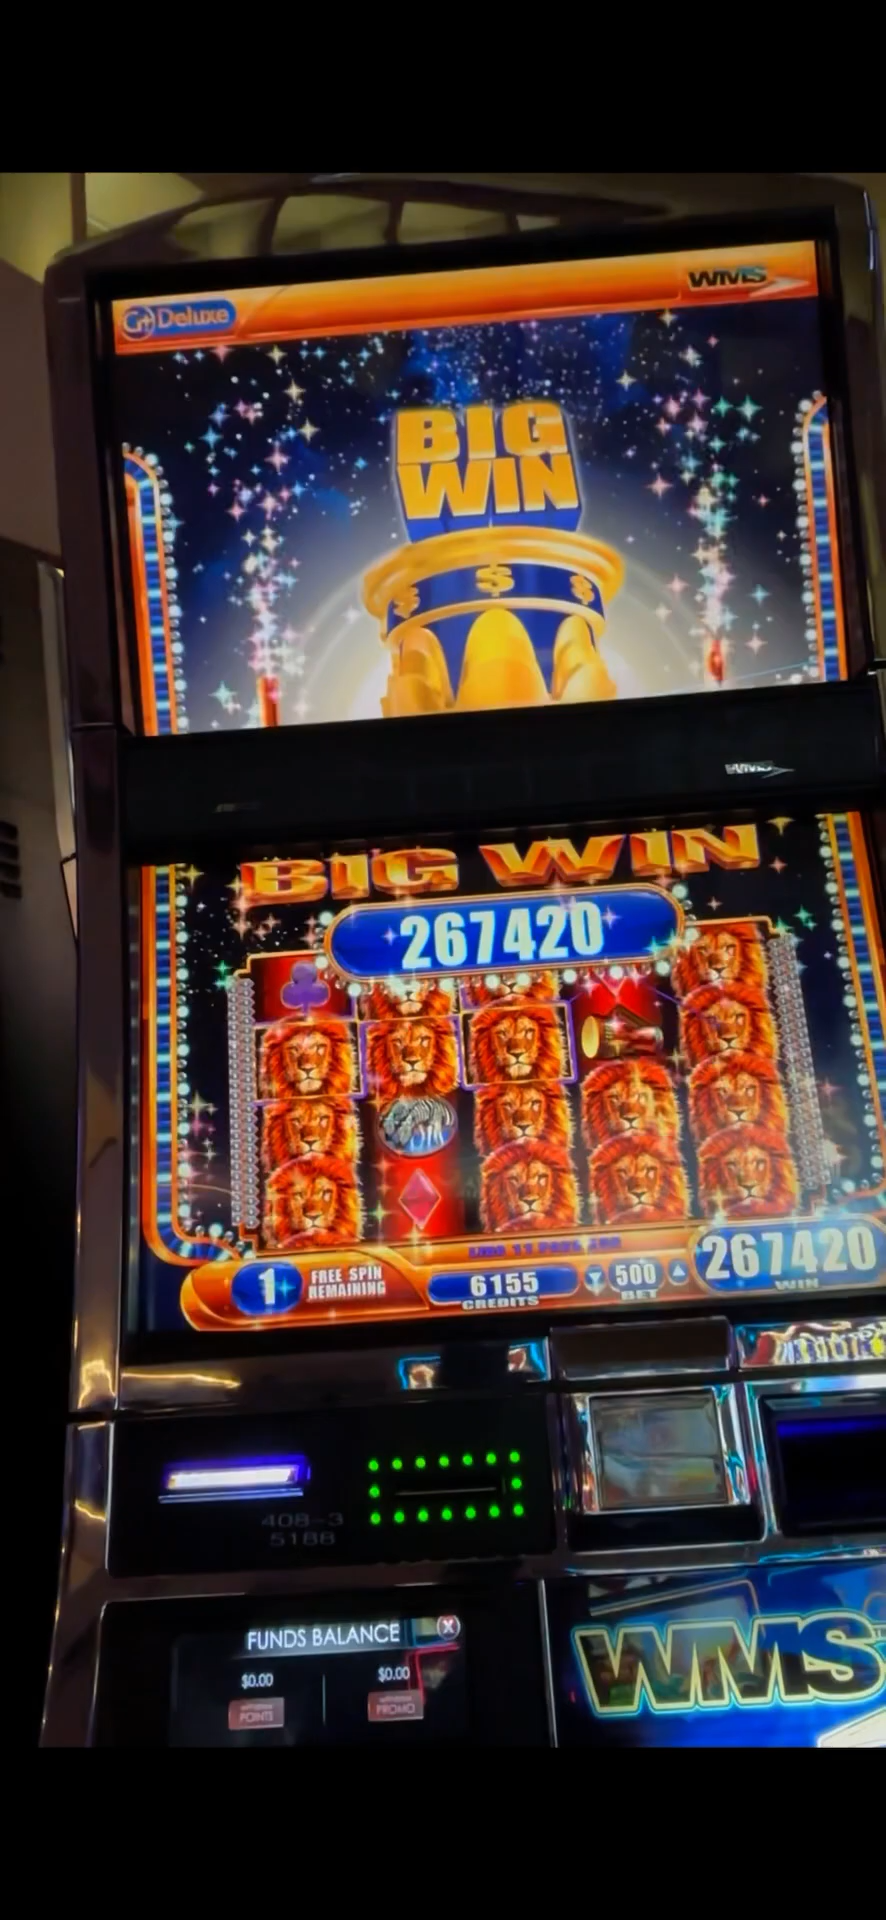 G+ Deluxe
WMS
BIG
WIN
$ $ $
WMS
BIG WIN
267420
1
FREE SPIN
REMAINING
6155
CREDITS
500
BET
267420
WIN
408-3
5188
FUNDS BALANCE
X
$0.00
$0.00
POINTS
PROMO
WMS